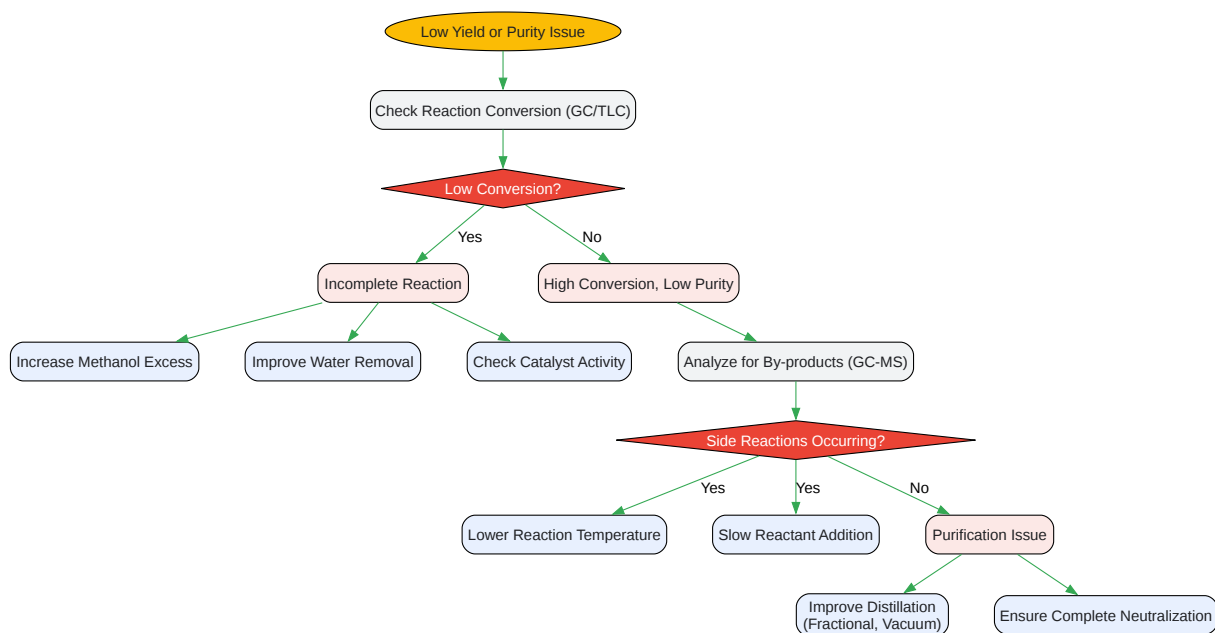 Low Yield or Purity Issue
Check Reaction Conversion (GC/TLC)
Low Conversion?
Yes
No
Incomplete Reaction
High Conversion, Low Purity
Increase Methanol Excess
Improve Water Removal
Check Catalyst Activity
Analyze for By-products (GC-MS)
Side Reactions Occurring?
Yes
Yes
No
Lower Reaction Temperature
Slow Reactant Addition
Purification Issue
Improve Distillation
(Fractional, Vacuum)
Ensure Complete Neutralization